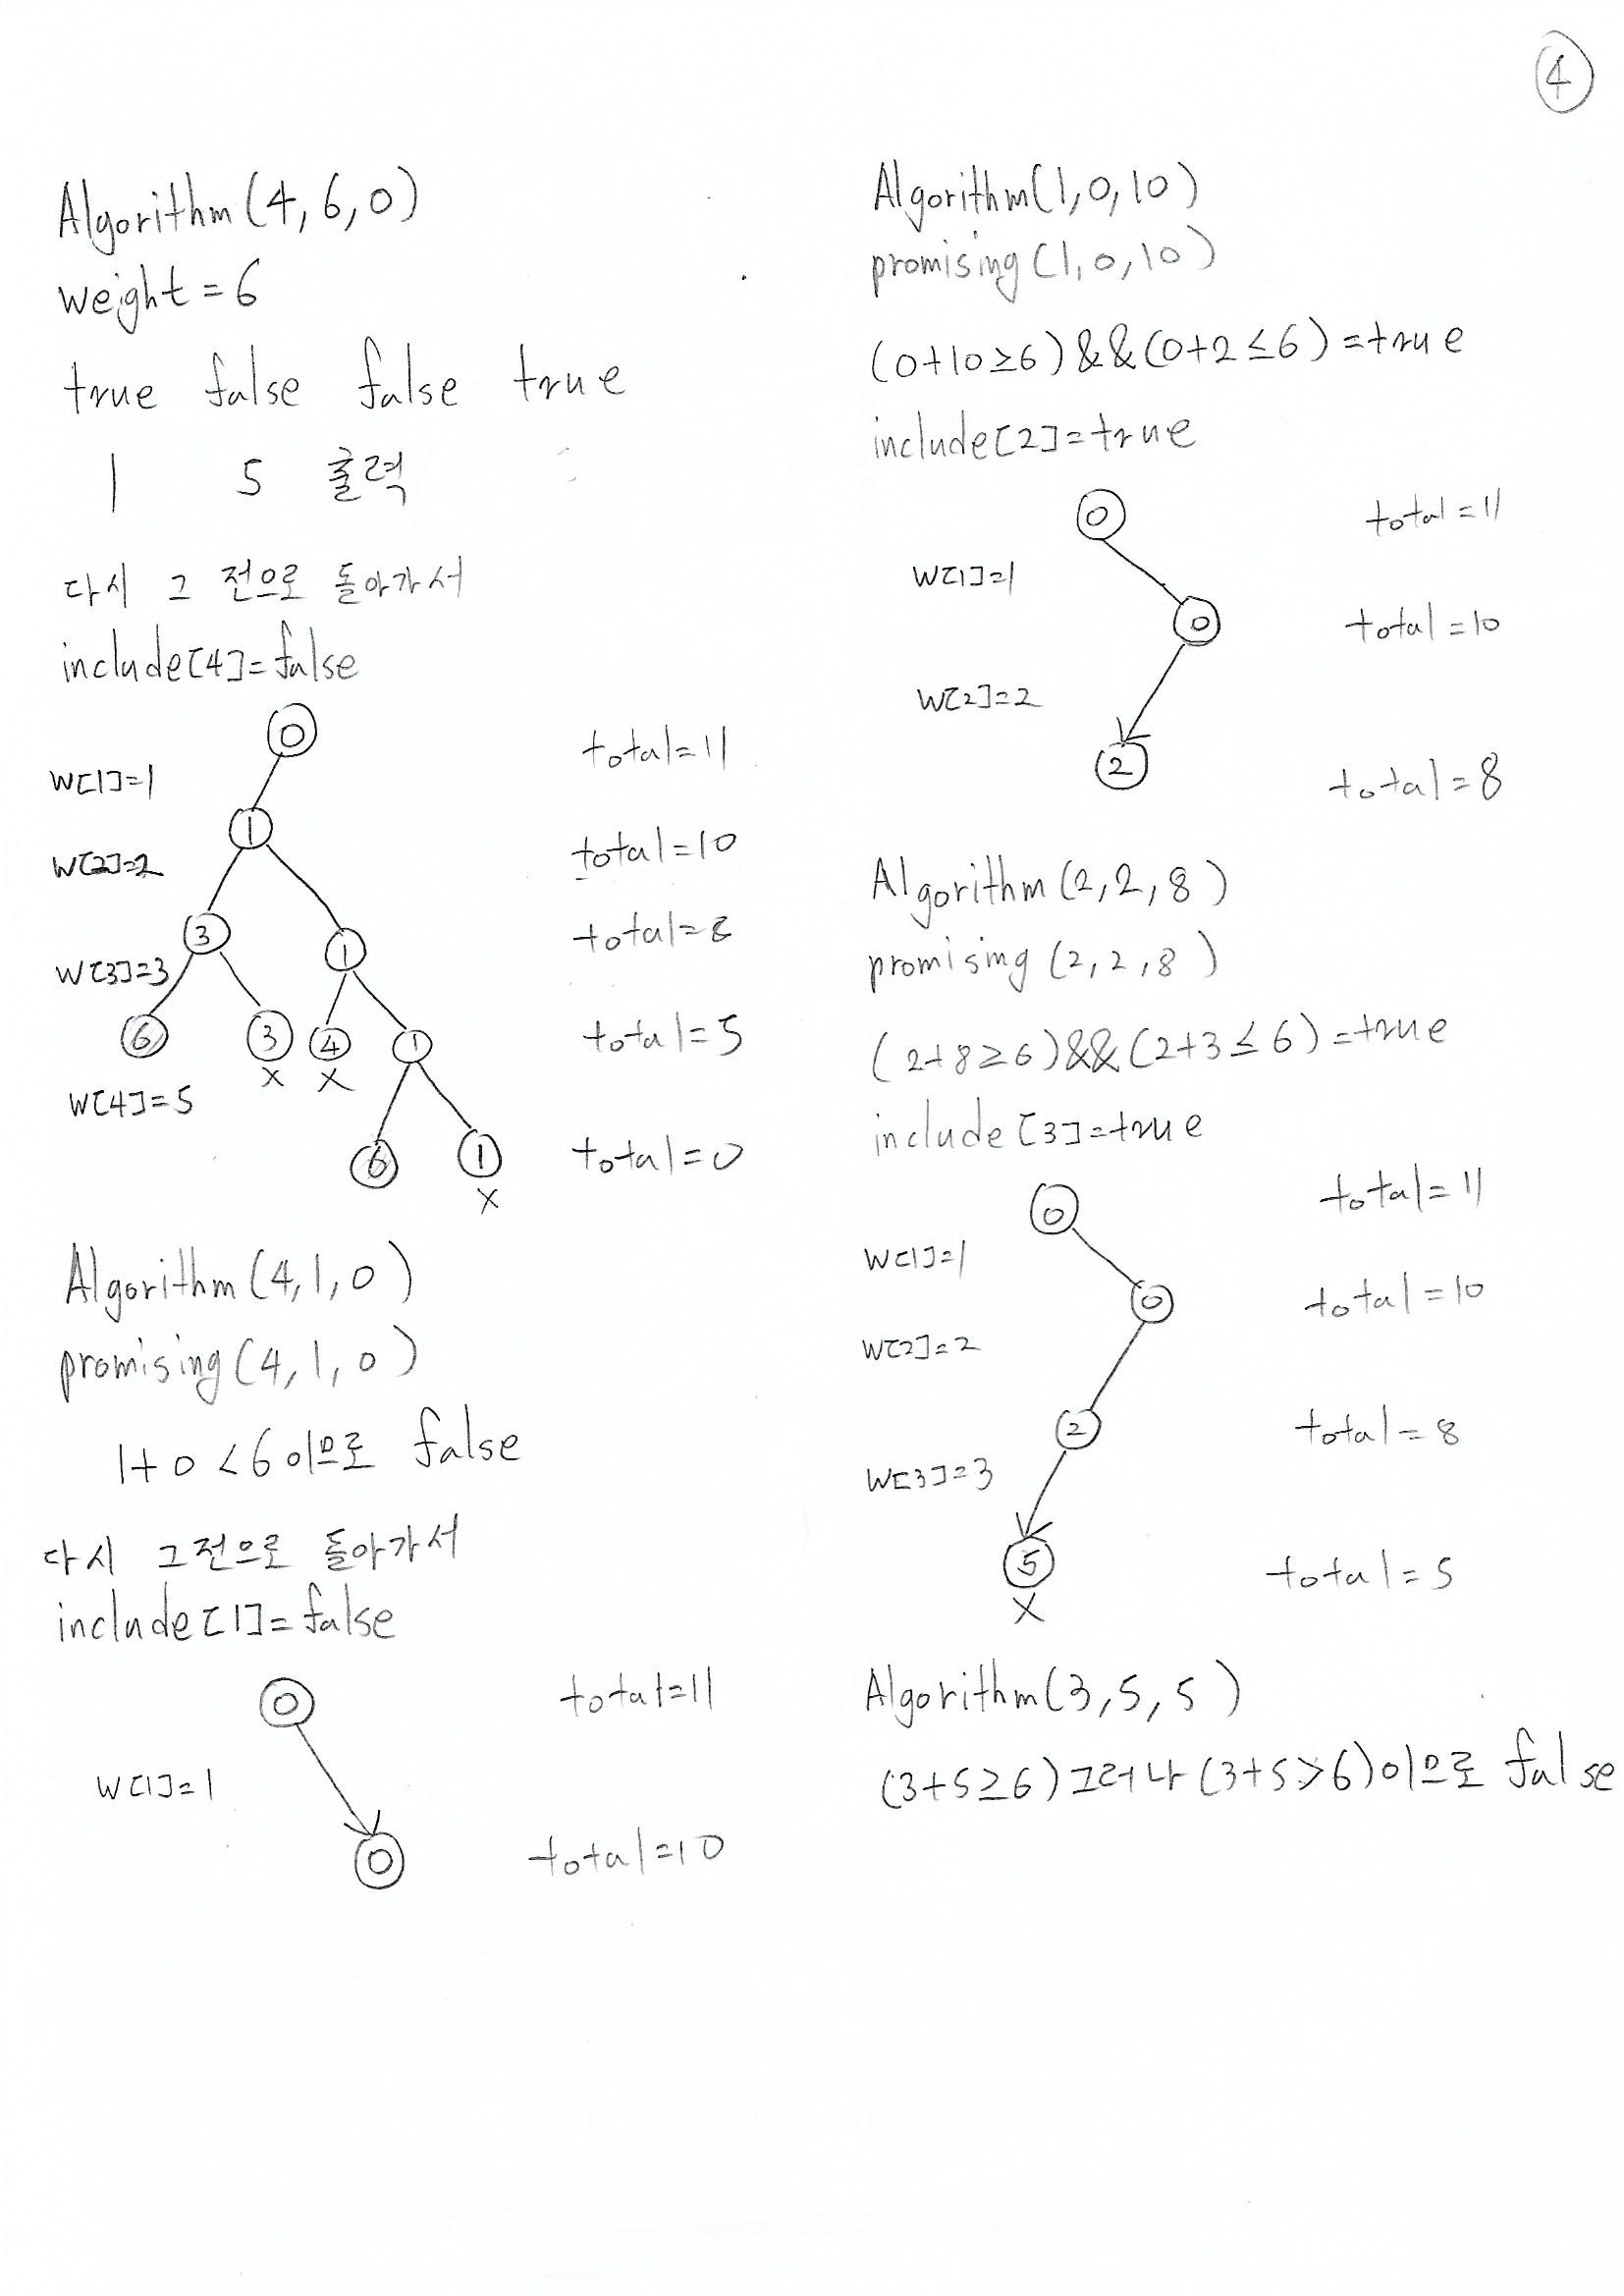 4
Algorithm(4,6,0)
weight=6
true false false true
1 5 출력
다시 그 전으로 돌아가서
include[4]=false
0
total=11
W[1]=1
1
total=10
W[2]=2
3
1
total=8
W[3]=3
6
3
4
1
total=5
X X
W[4]=5
6
1
total=0
X
Algorithm(4,1,0)
promising(4,1,0)
1+0<6이므로 false
다시 그전으로 돌아가서
include[1]=false
0
total=11
W[1]=1
0
total=10
Algorithm(1,0,10)
promising(1,0,10)
(0+10≥6)&&(0+2≤6)=true
include[2]=true
0
total=11
W[1]=1
0
total=10
W[2]=2
2
total=8
Algorithm(2,2,8)
promising(2,2,8)
(2+8≥6)&&(2+3≤6)=true
include[3]=true
0
total=11
W[1]=1
0
total=10
W[2]=2
2
total=8
W[3]=3
5
total=5
X
Algorithm(3,5,5)
(3+5≥6)그러나(3+5>6)이므로 false